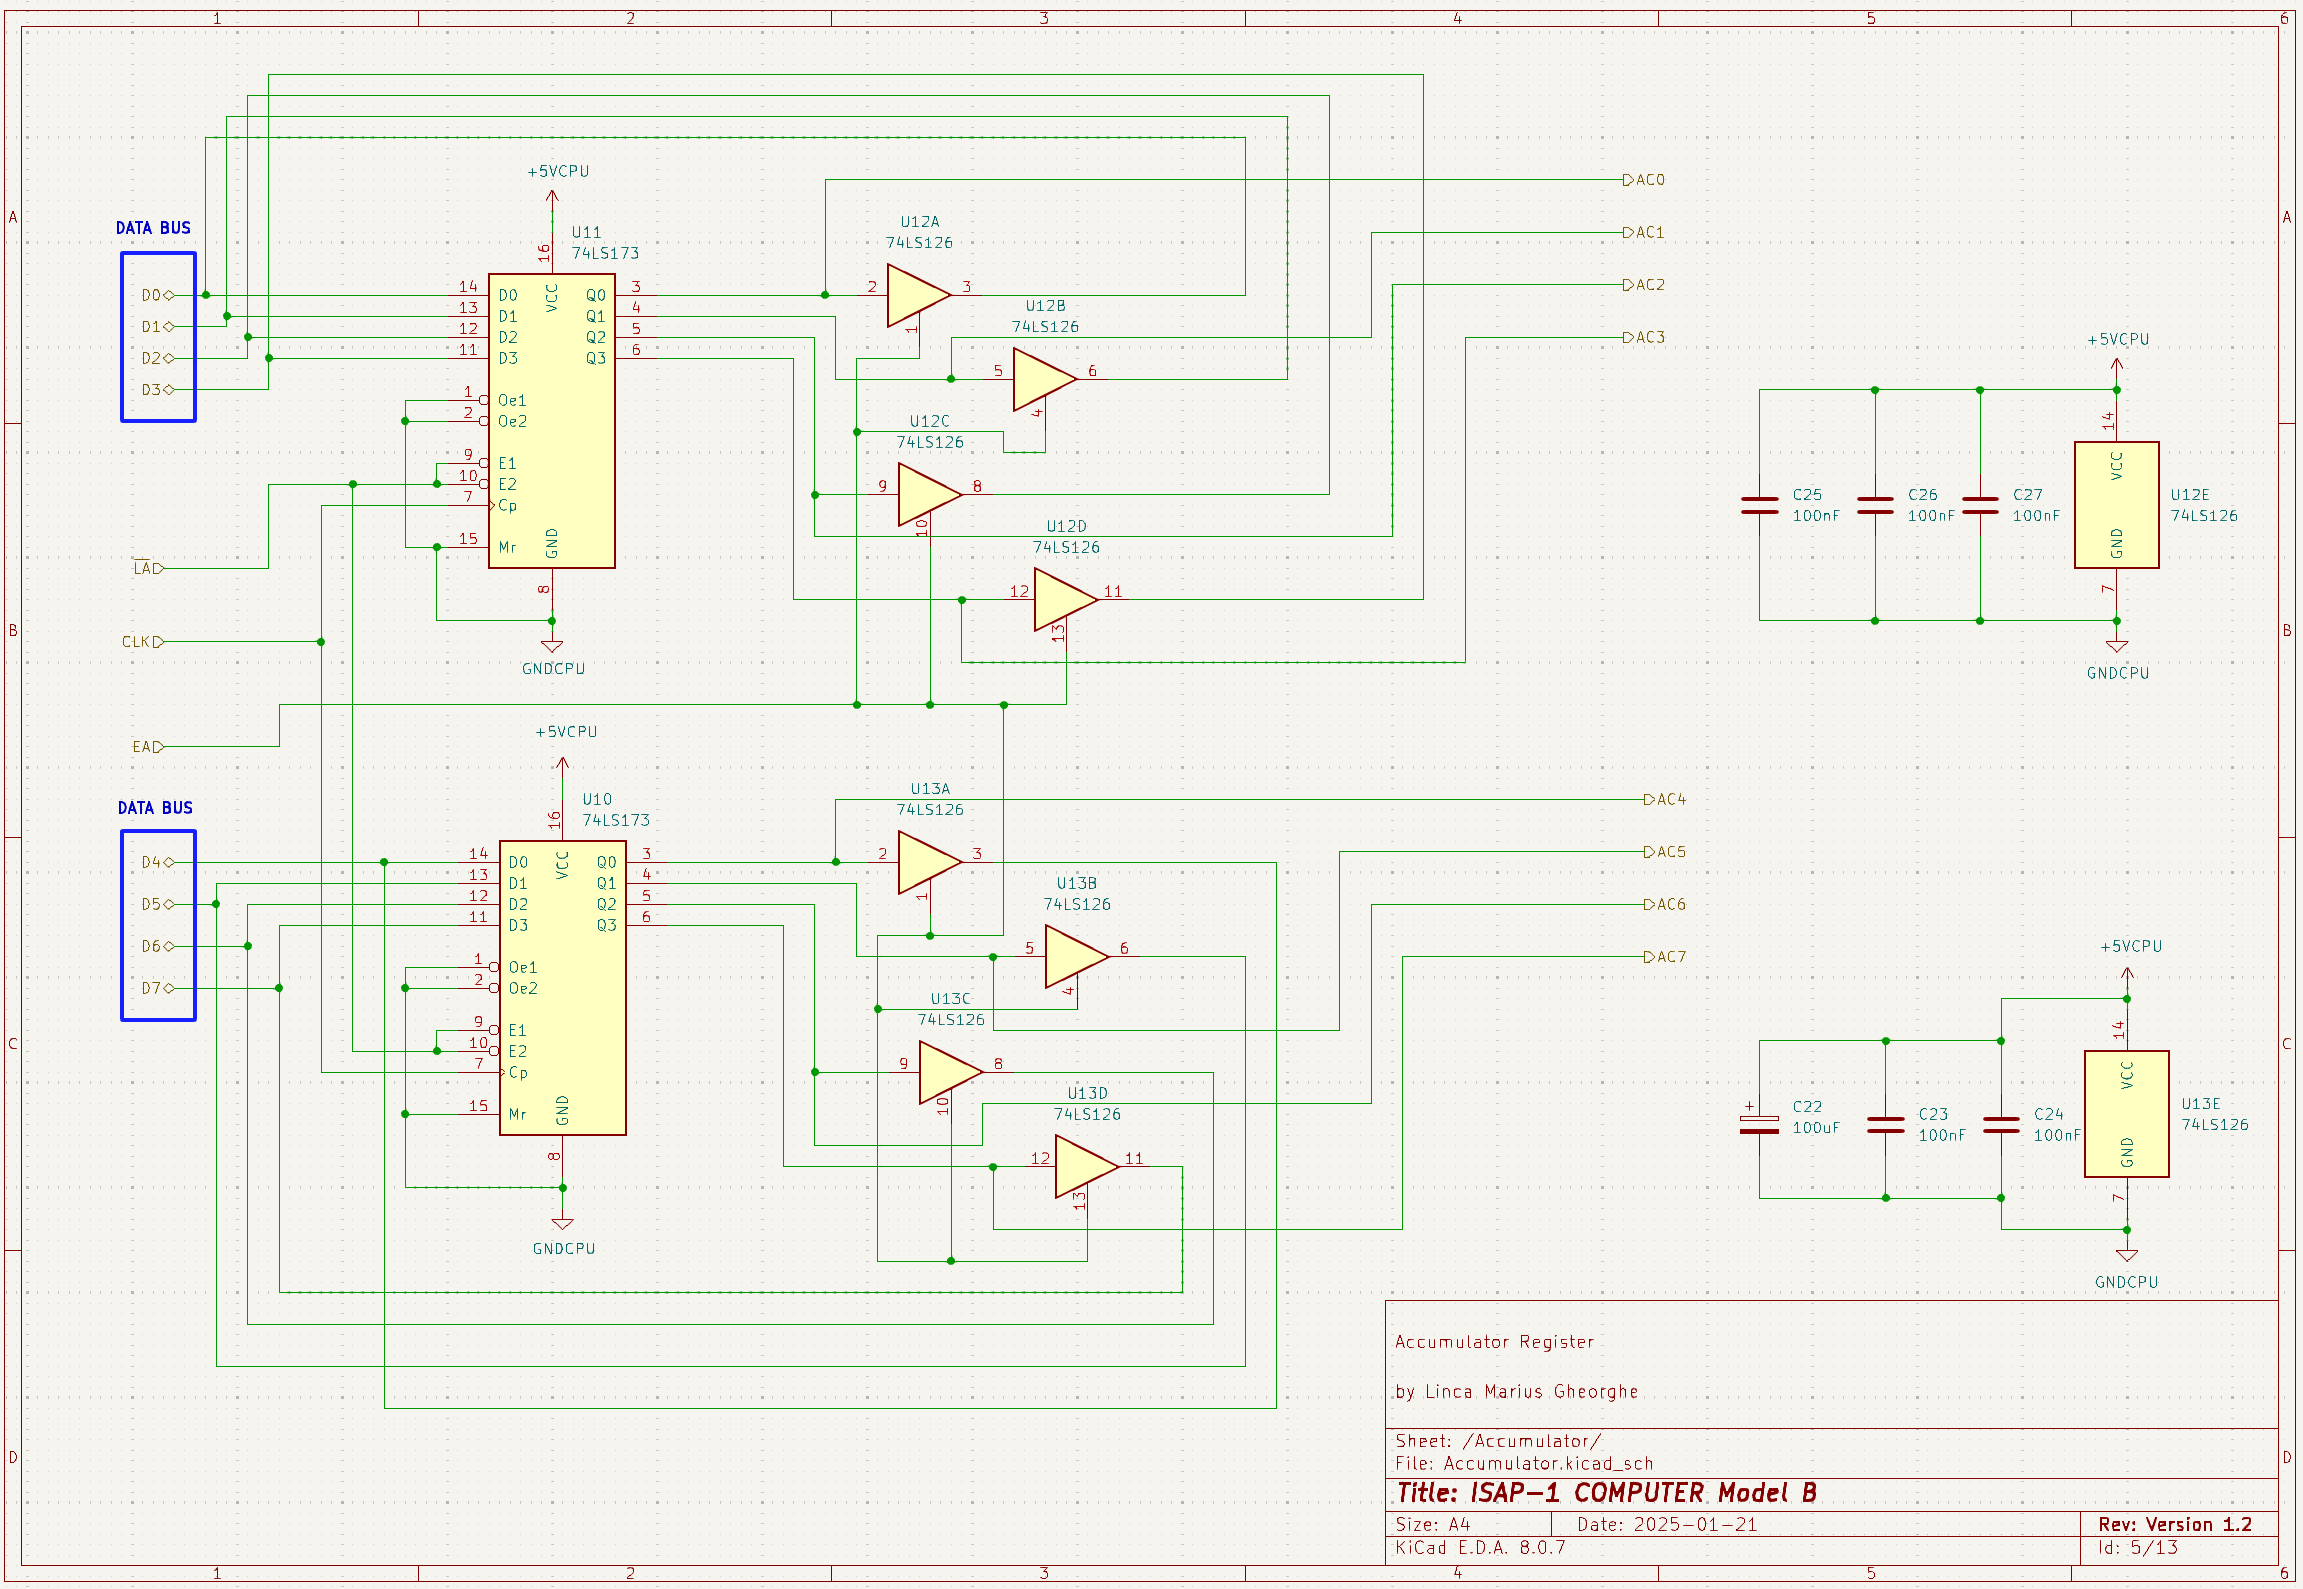 1 2 3 4 5 6
A
B
C
D
DATA BUS
D0
D1
D2
D3
LA
CLK
EA
+5VCPU
U11
74LS173
16
VCC
14 D0 Q0 3
13 D1 Q1 4
12 D2 Q2 5
11 D3 Q3 6
1 Oe1
2 Oe2
9 E1
10 E2
7 Cp
15 Mr
GND
8
GNDCPU
U12A
74LS126
2 3
1
U12B
74LS126
5 6
4
U12C
74LS126
9 8
10
U12D
74LS126
12 11
13
AC0
AC1
AC2
AC3
+5VCPU
14
VCC
GND
7
U12E
74LS126
C25
100nF
C26
100nF
C27
100nF
GNDCPU
DATA BUS
D4
D5
D6
D7
+5VCPU
U10
74LS173
16
VCC
14 D0 Q0 3
13 D1 Q1 4
12 D2 Q2 5
11 D3 Q3 6
1 Oe1
2 Oe2
9 E1
10 E2
7 Cp
15 Mr
GND
8
GNDCPU
U13A
74LS126
2 3
1
U13B
74LS126
5 6
4
U13C
74LS126
9 8
10
U13D
74LS126
12 11
13
AC4
AC5
AC6
AC7
+5VCPU
14
VCC
GND
7
U13E
74LS126
+
C22
100uF
C23
100nF
C24
100nF
GNDCPU
Accumulator Register
by Linca Marius Gheorghe
Sheet: /Accumulator/
File: Accumulator.kicad_sch
Title: ISAP-1 COMPUTER Model B
Size: A4 Date: 2025-01-21 Rev: Version 1.2
KiCad E.D.A. 8.0.7 Id: 5/13
A
B
C
D
1 2 3 4 5 6